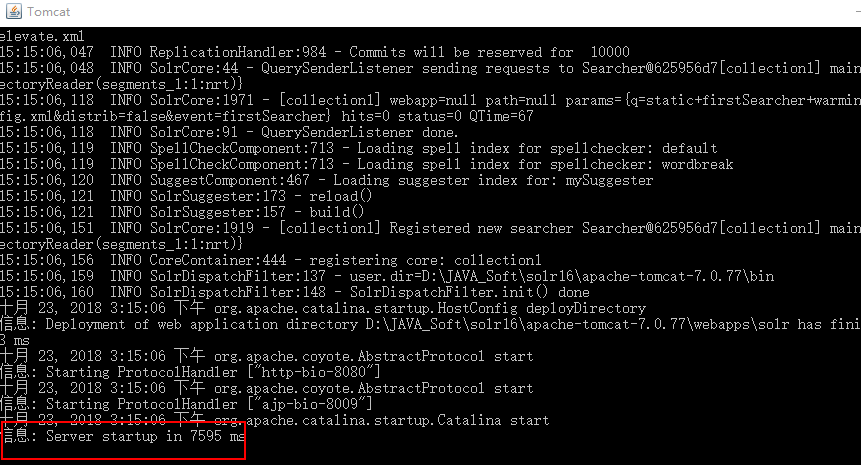 Tomcat
elevate.xml
15:15:06,047 INFO ReplicationHandler:984 - Commits will be reserved for 10000
15:15:06,048 INFO SolrCore:44 - QuerySenderListener sending requests to Searcher@625956d7[collection1] main
ectoryReader(segments_1:1:nrt)}
15:15:06,118 INFO SolrCore:1971 - [collection1] webapp=null path=null params={q=static+firstSearcher+warmin
fig.xml&distrib=false&event=firstSearcher} hits=0 status=0 QTime=67
15:15:06,118 INFO SolrCore:91 - QuerySenderListener done.
15:15:06,119 INFO SpellCheckComponent:713 - Loading spell index for spellchecker: default
15:15:06,119 INFO SpellCheckComponent:713 - Loading spell index for spellchecker: wordbreak
15:15:06,120 INFO SuggestComponent:467 - Loading suggester index for: mySuggester
15:15:06,121 INFO SolrSuggester:173 - reload()
15:15:06,121 INFO SolrSuggester:157 - build()
15:15:06,151 INFO SolrCore:1919 - [collection1] Registered new searcher Searcher@625956d7[collection1] main
ectoryReader(segments_1:1:nrt)}
15:15:06,156 INFO CoreContainer:444 - registering core: collection1
15:15:06,159 INFO SolrDispatchFilter:137 - user.dir=D:\JAVA_Soft\solr16\apache-tomcat-7.0.77\bin
15:15:06,160 INFO SolrDispatchFilter:148 - SolrDispatchFilter.init() done
十月 23, 2018 3:15:06 下午 org.apache.catalina.startup.HostConfig deployDirectory
信息: Deployment of web application directory D:\JAVA_Soft\solr16\apache-tomcat-7.0.77\webapps\solr has fini
3 ms
十月 23, 2018 3:15:06 下午 org.apache.coyote.AbstractProtocol start
信息: Starting ProtocolHandler ["http-bio-8080"]
十月 23, 2018 3:15:06 下午 org.apache.coyote.AbstractProtocol start
信息: Starting ProtocolHandler ["ajp-bio-8009"]
十月 23, 2018 3:15:06 下午 org.apache.catalina.startup.Catalina start
信息: Server startup in 7595 ms